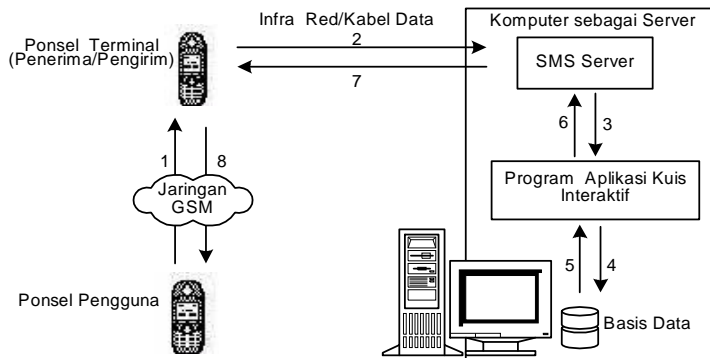 Infra Red/Kabel Data
2
7
Komputer sebagai Server
SMS Server
Ponsel Terminal
(Penerima/Pengirim)
6
3
1
8
Jaringan
GSM
Program Aplikasi Kuis
Interaktif
5
4
Ponsel Pengguna
Basis Data